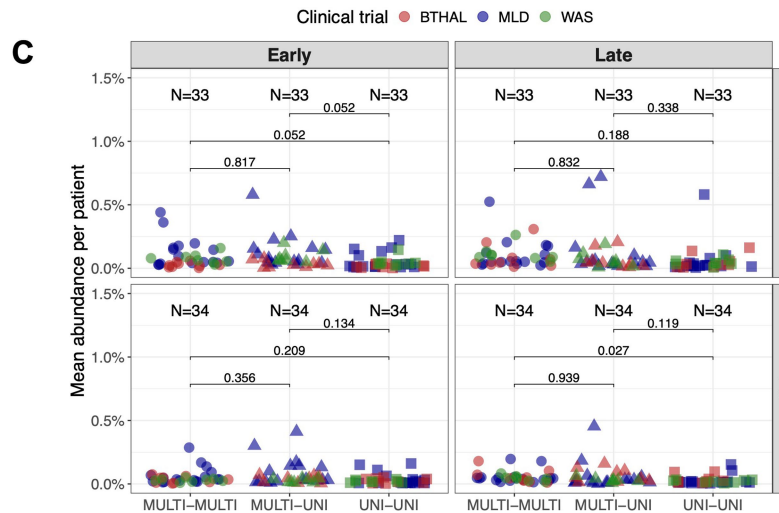 Clinical trial BTHAL MLD WAS
C
Early Late
1.5%
N=33 N=33 N=33 N=33 N=33 N=33
0.052 0.338
1.0%
0.052 0.188
0.817 0.832
0.5%
0.0%
Mean abundance per patient
1.5%
N=34 N=34 N=34 N=34 N=34 N=34
0.134 0.119
1.0%
0.209 0.027
0.356 0.939
0.5%
0.0%
MULTI−MULTI MULTI−UNI UNI−UNI MULTI−MULTI MULTI−UNI UNI−UNI